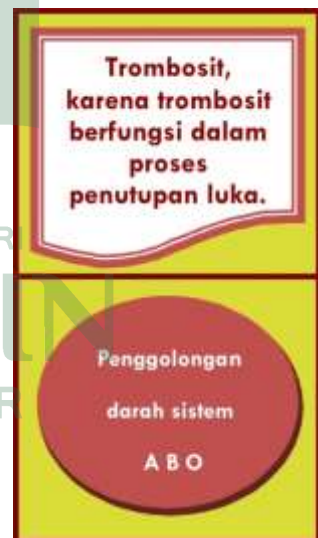 Trombosit,
karena trombosit
berfungsi dalam
proses
penutupan luka.
Penggolongan
darah sistem
A B O